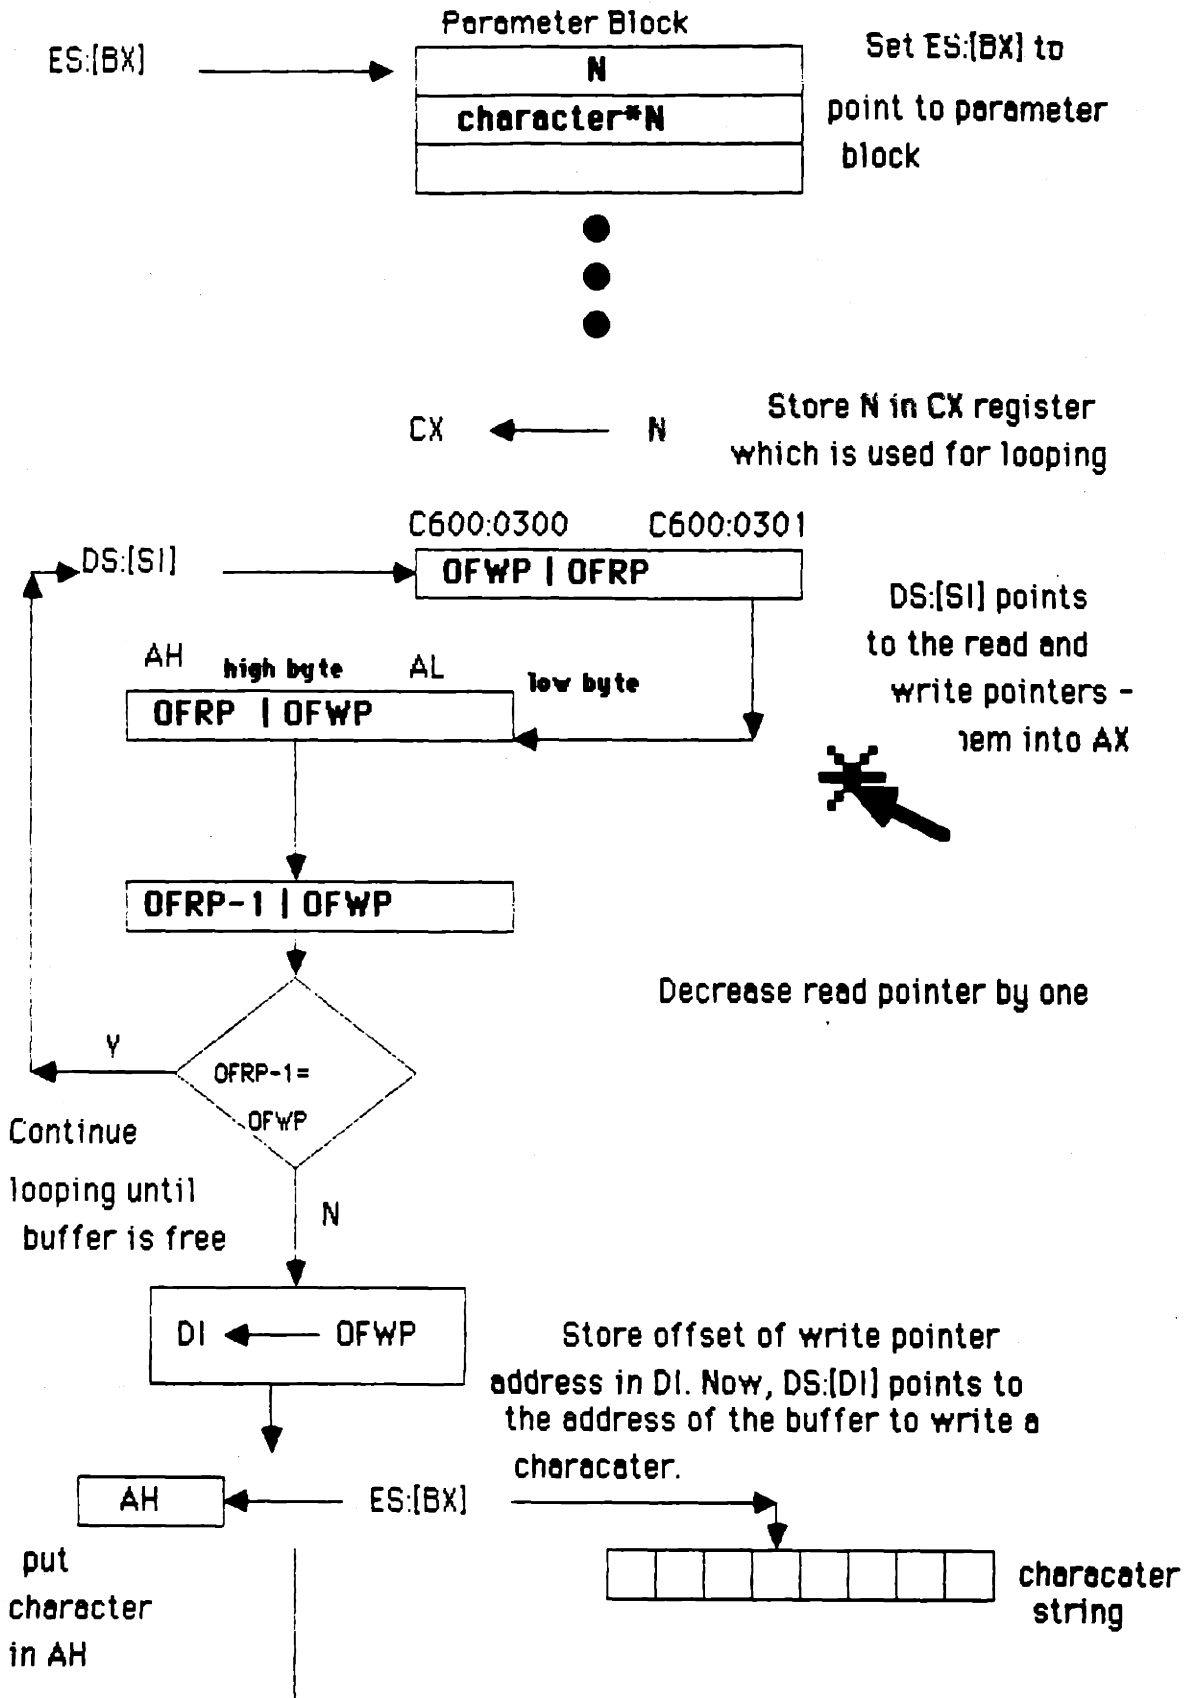 Parameter Block
ES:[BX]
N
character*N
Set ES:[BX] to
point to parameter
block
CX
N
Store N in CX register
which is used for looping
C600:0300 C600:0301
DS:[SI]
OFWP | OFRP
DS:[SI] points
to the read and
write pointers -
em into AX
AH high byte AL low byte
OFRP | OFWP
OFRP-1 | OFWP
Decrease read pointer by one
Y
OFRP-1=
OFWP
Continue
looping until
buffer is free
N
DI OFWP
Store offset of write pointer
address in DI. Now, DS:[DI] points to
the address of the buffer to write a
characater.
AH
ES:[BX]
put
character
in AH
characater
string